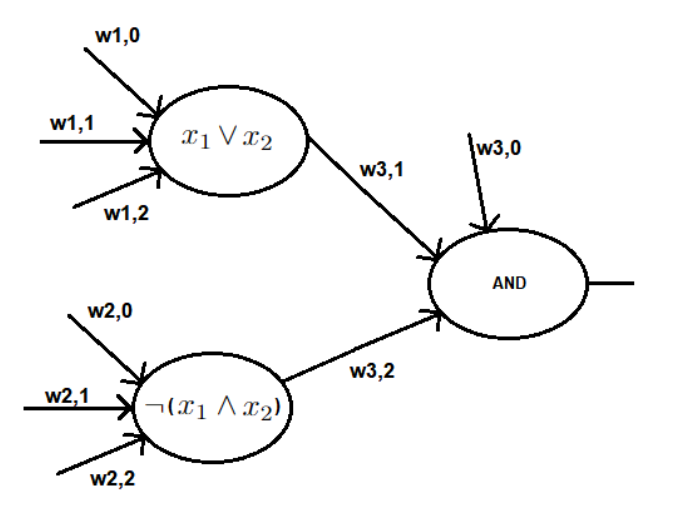 w1,0
w1,1
x₁ ∨ x₂
w1,2
w3,1
w3,0
AND
w2,0
w3,2
w2,1
¬(x₁ ∧ x₂)
w2,2